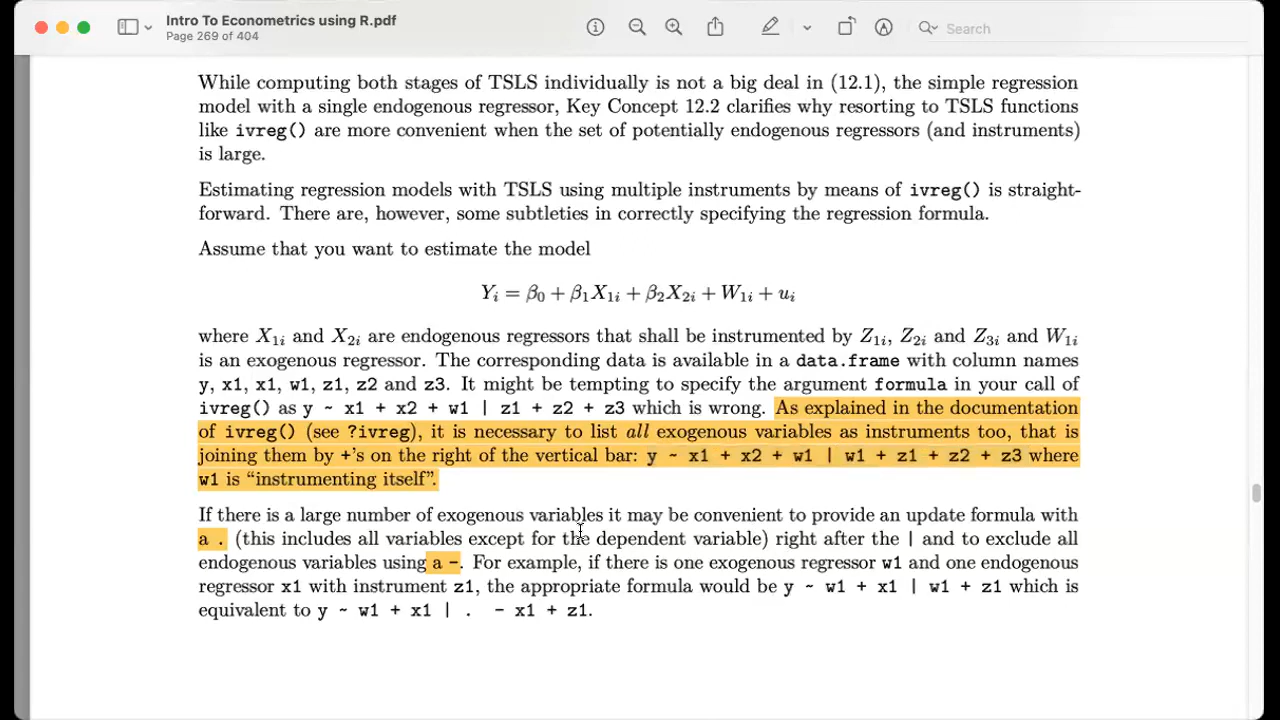 Intro To Econometrics using R.pdf
Page 269 of 404
Search
While computing both stages of TSLS individually is not a big deal in (12.1), the simple regression
model with a single endogenous regressor, Key Concept 12.2 clarifies why resorting to TSLS functions
like ivreg() are more convenient when the set of potentially endogenous regressors (and instruments)
is large.
Estimating regression models with TSLS using multiple instruments by means of ivreg() is straight-
forward. There are, however, some subtleties in correctly specifying the regression formula.
Assume that you want to estimate the model
Yᵢ = β₀ + β₁X₁ᵢ + β₂X₂ᵢ + W₁ᵢ + uᵢ
where X₁ᵢ and X₂ᵢ are endogenous regressors that shall be instrumented by Z₁ᵢ, Z₂ᵢ and Z₃ᵢ and W₁ᵢ
is an exogenous regressor. The corresponding data is available in a data.frame with column names
y, x1, x1, w1, z1, z2 and z3. It might be tempting to specify the argument formula in your call of
ivreg() as y ~ x1 + x2 + w1 | z1 + z2 + z3 which is wrong. As explained in the documentation
of ivreg() (see ?ivreg), it is necessary to list all exogenous variables as instruments too, that is
joining them by +'s on the right of the vertical bar: y ~ x1 + x2 + w1 | w1 + z1 + z2 + z3 where
w1 is “instrumenting itself”.
If there is a large number of exogenous variables it may be convenient to provide an update formula with
a . (this includes all variables except for the dependent variable) right after the | and to exclude all
endogenous variables using a -. For example, if there is one exogenous regressor w1 and one endogenous
regressor x1 with instrument z1, the appropriate formula would be y ~ w1 + x1 | w1 + z1 which is
equivalent to y ~ w1 + x1 | . - x1 + z1.